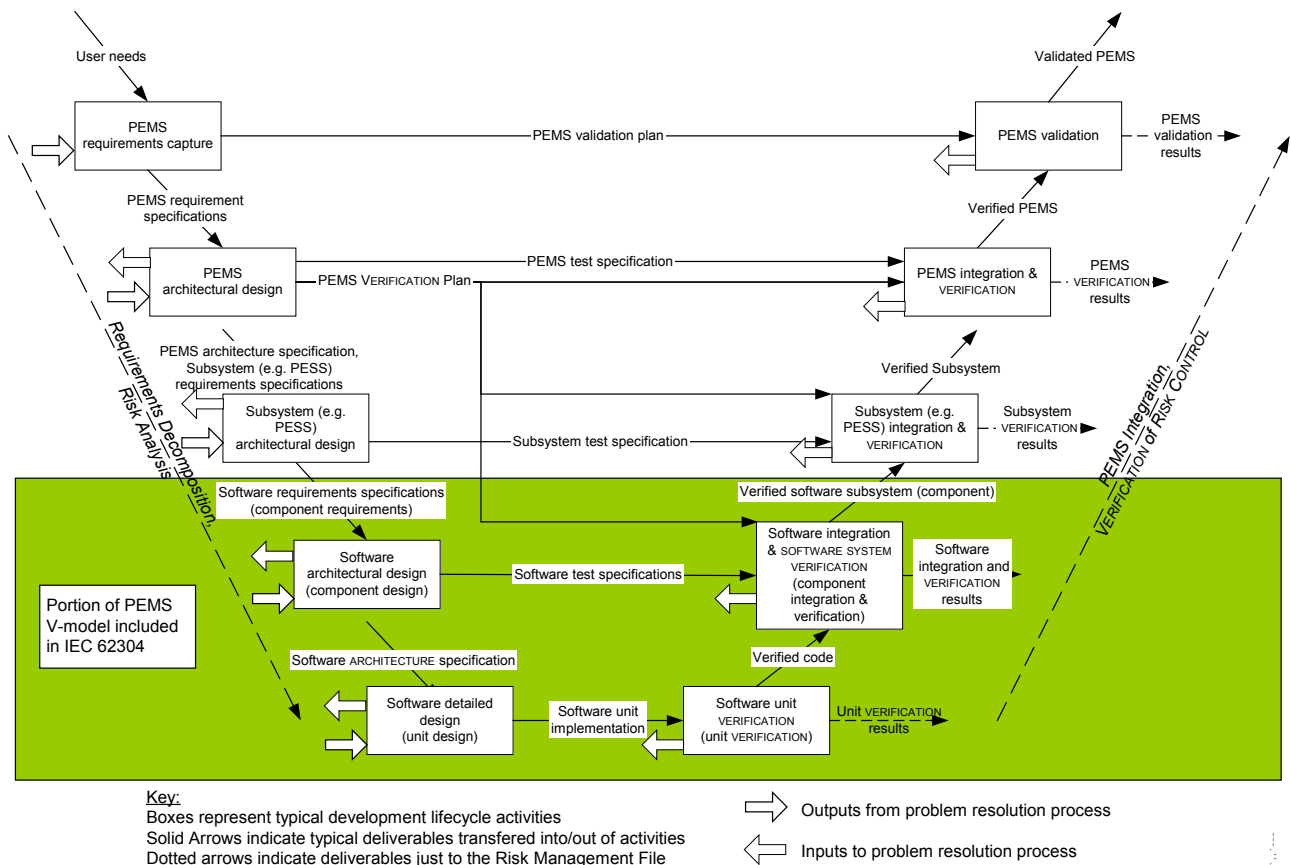 User needs
Validated PEMS
PEMS
requirements capture
PEMS validation plan
PEMS validation
PEMS
validation
results
PEMS requirement
specifications
Verified PEMS
PEMS
architectural design
PEMS test specification
PEMS VERIFICATION Plan
PEMS integration &
VERIFICATION
PEMS
VERIFICATION
results
Requirements Decomposition,
Risk Analysis
PEMS architecture specification,
Subsystem (e.g. PESS)
requirements specifications
Verified Subsystem
PEMS Integration,
VERIFICATION of RISK CONTROL
Subsystem (e.g.
PESS)
architectural design
Subsystem test specification
Subsystem (e.g.
PESS) integration &
VERIFICATION
Subsystem
VERIFICATION
results
Software requirements specifications
(component requirements)
Verified software subsystem (component)
Software
architectural design
(component design)
Software test specifications
Software integration
& SOFTWARE SYSTEM
VERIFICATION
(component
integration &
verification)
Software
integration and
VERIFICATION
results
Portion of PEMS
V-model included
in IEC 62304
Software ARCHITECTURE specification
Verified code
Software detailed
design
(unit design)
Software unit
implementation
Software unit
VERIFICATION
(unit VERIFICATION)
Unit VERIFICATION
results
Key:
Boxes represent typical development lifecycle activities
Solid Arrows indicate typical deliverables transfered into/out of activities
Dotted arrows indicate deliverables just to the Risk Management File
Outputs from problem resolution process
Inputs to problem resolution process